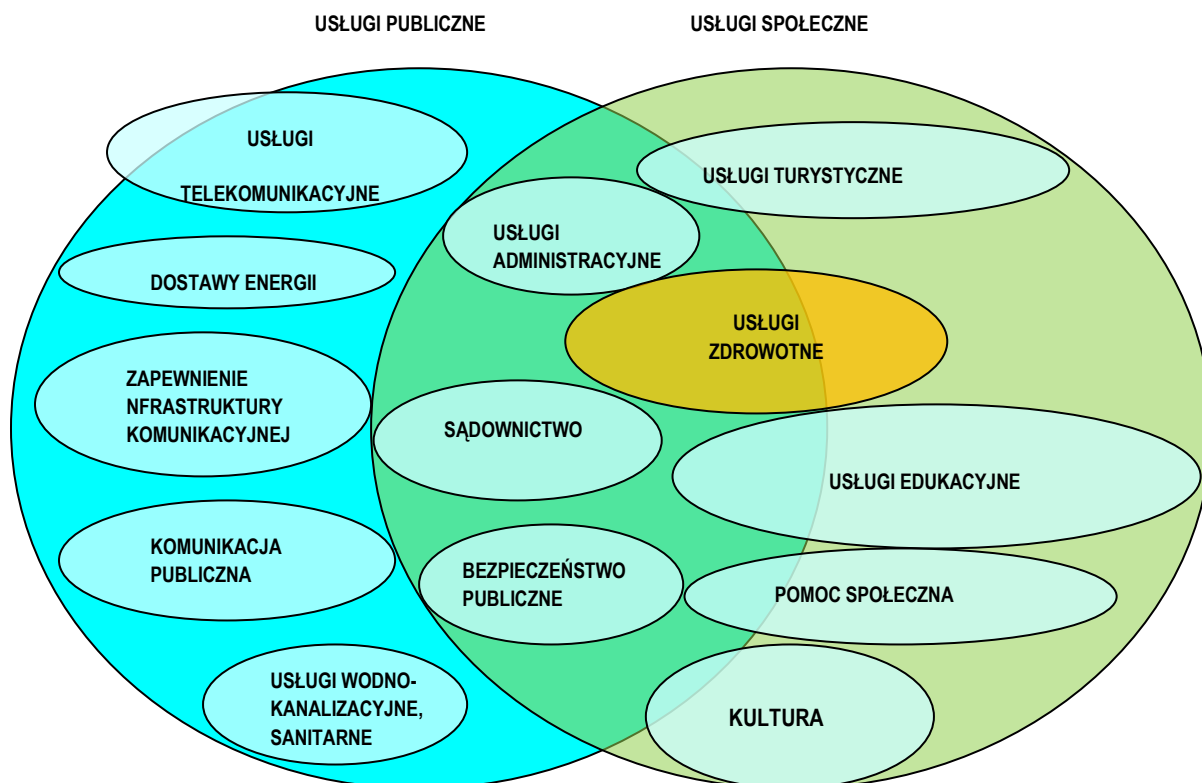 USŁUGI PUBLICZNE
USŁUGI SPOŁECZNE
USŁUGI
TELEKOMUNIKACYJNE
USŁUGI TURYSTYCZNE
USŁUGI
ADMINISTRACYJNE
DOSTAWY ENERGII
USŁUGI
ZDROWOTNE
ZAPEWNIENIE
NFRASTRUKTURY
KOMUNIKACYJNEJ
SĄDOWNICTWO
USŁUGI EDUKACYJNE
KOMUNIKACJA
PUBLICZNA
BEZPIECZEŃSTWO
PUBLICZNE
POMOC SPOŁECZNA
USŁUGI WODNO-
KANALIZACYJNE,
SANITARNE
KULTURA